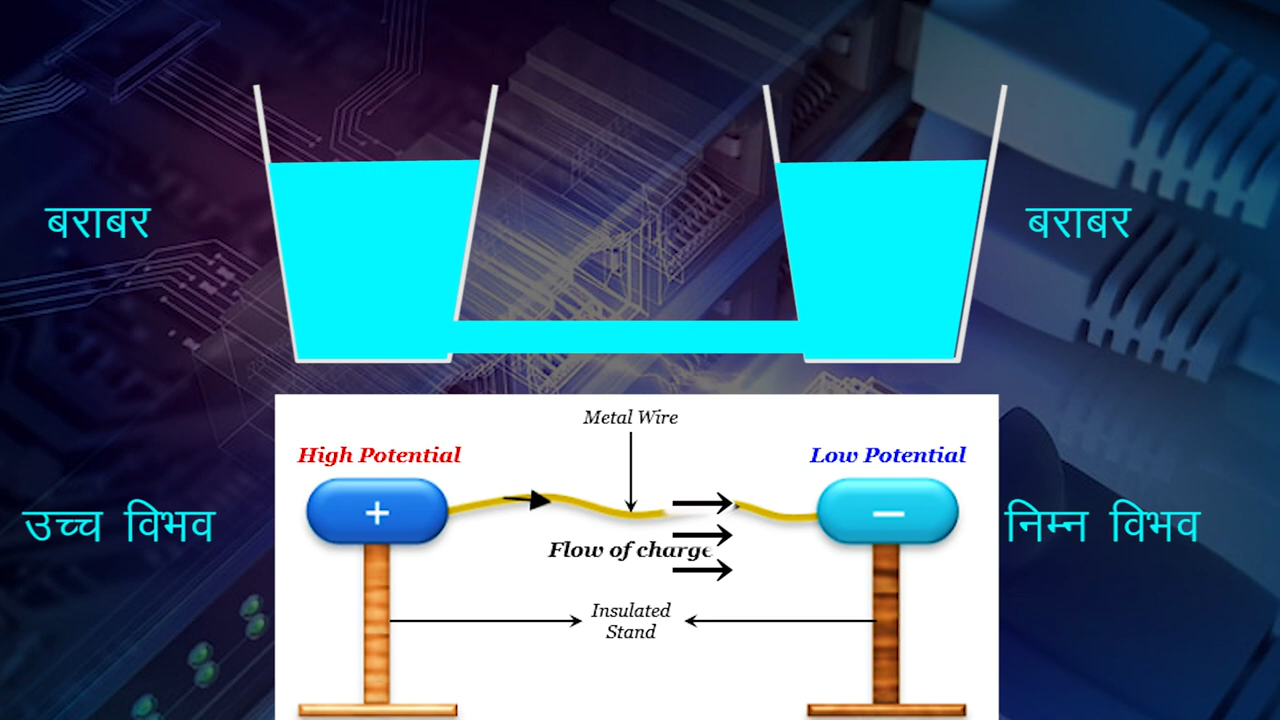 बराबर
बराबर
Metal Wire
High Potential
Low Potential
+
−
उच्च विभव
निम्न विभव
Flow of charge
Insulated
Stand